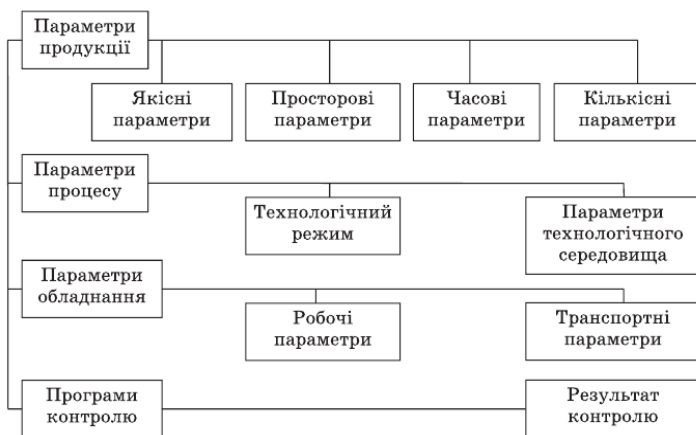 Параметри
продукції
Якісні
параметри
Просторові
параметри
Часові
параметри
Кількісні
параметри
Параметри
процесу
Технологічний
режим
Параметри
технологічного
середовища
Параметри
обладнання
Робочі
параметри
Транспортні
параметри
Програми
контролю
Результат
контролю